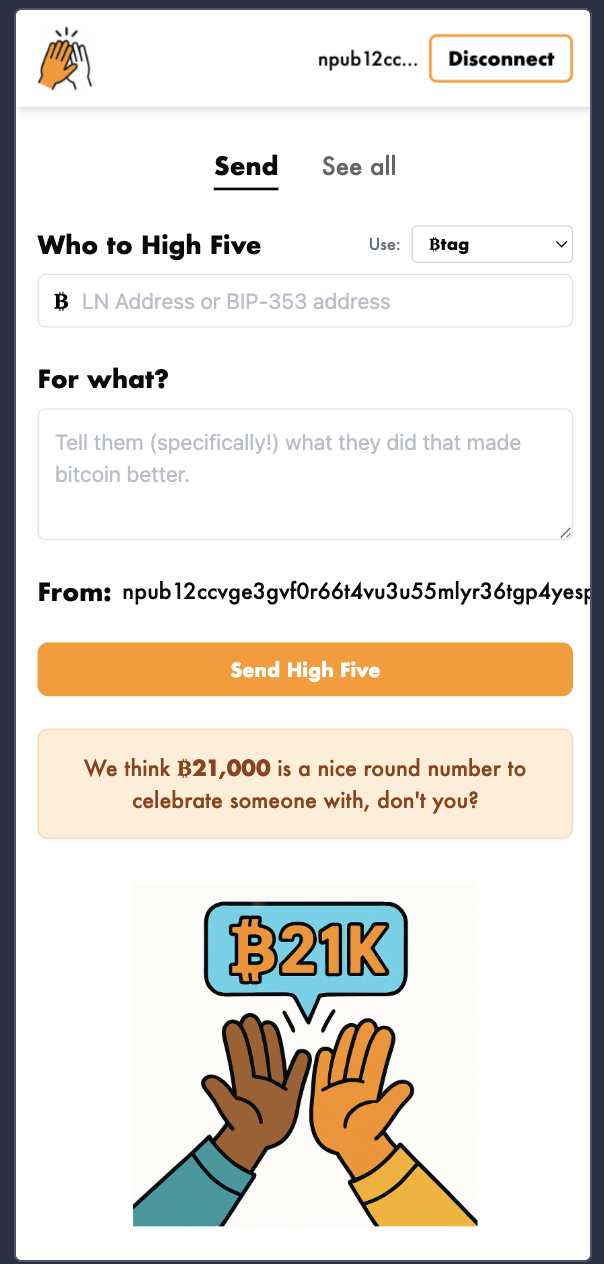 npub12cc... Disconnect
Send See all
Who to High Five Use: ₿tag
₿ LN Address or BIP-353 address
For what?
Tell them (specifically!) what they did that made
bitcoin better.
From: npub12ccvge3gvf0r66t4vu3u55mlyr36tgp4yesp
Send High Five
We think ₿21,000 is a nice round number to
celebrate someone with, don't you?
₿21K